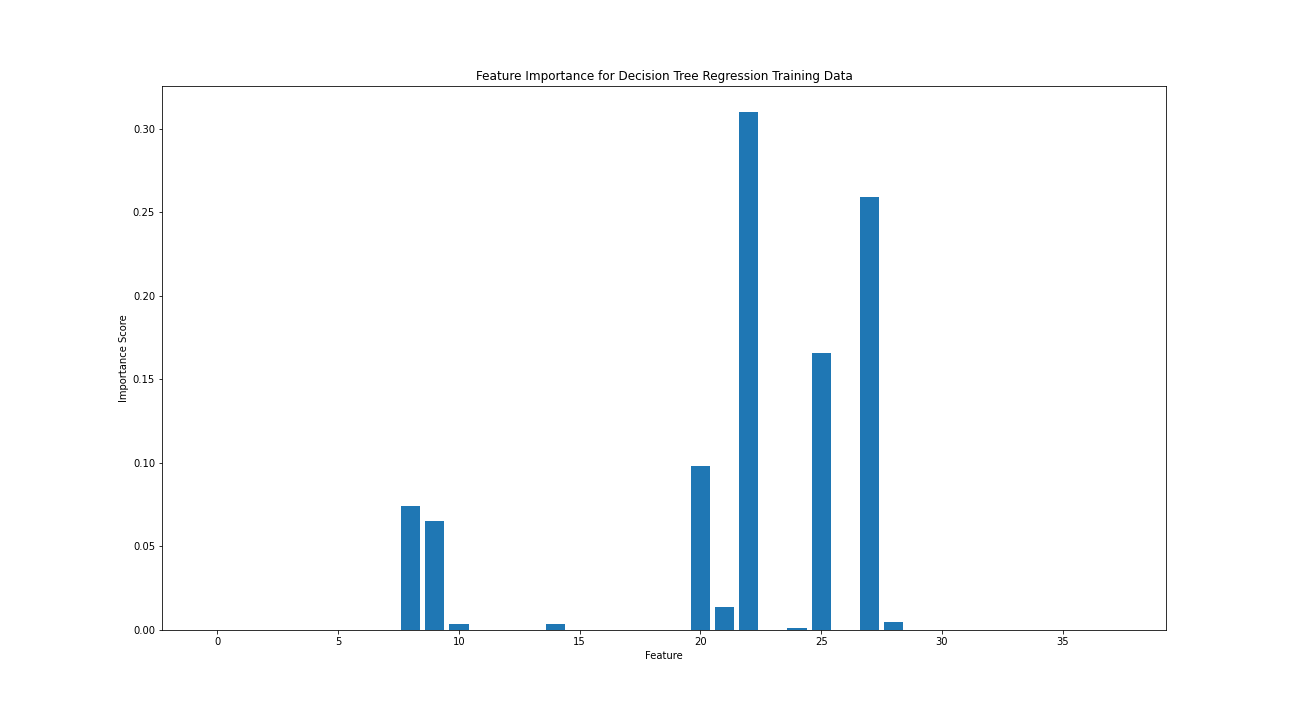 Feature Importance for Decision Tree Regression Training Data
0.30
0.25
0.20
0.15
0.10
0.05
0.00
Importance Score
0 5 10 15 20 25 30 35
Feature